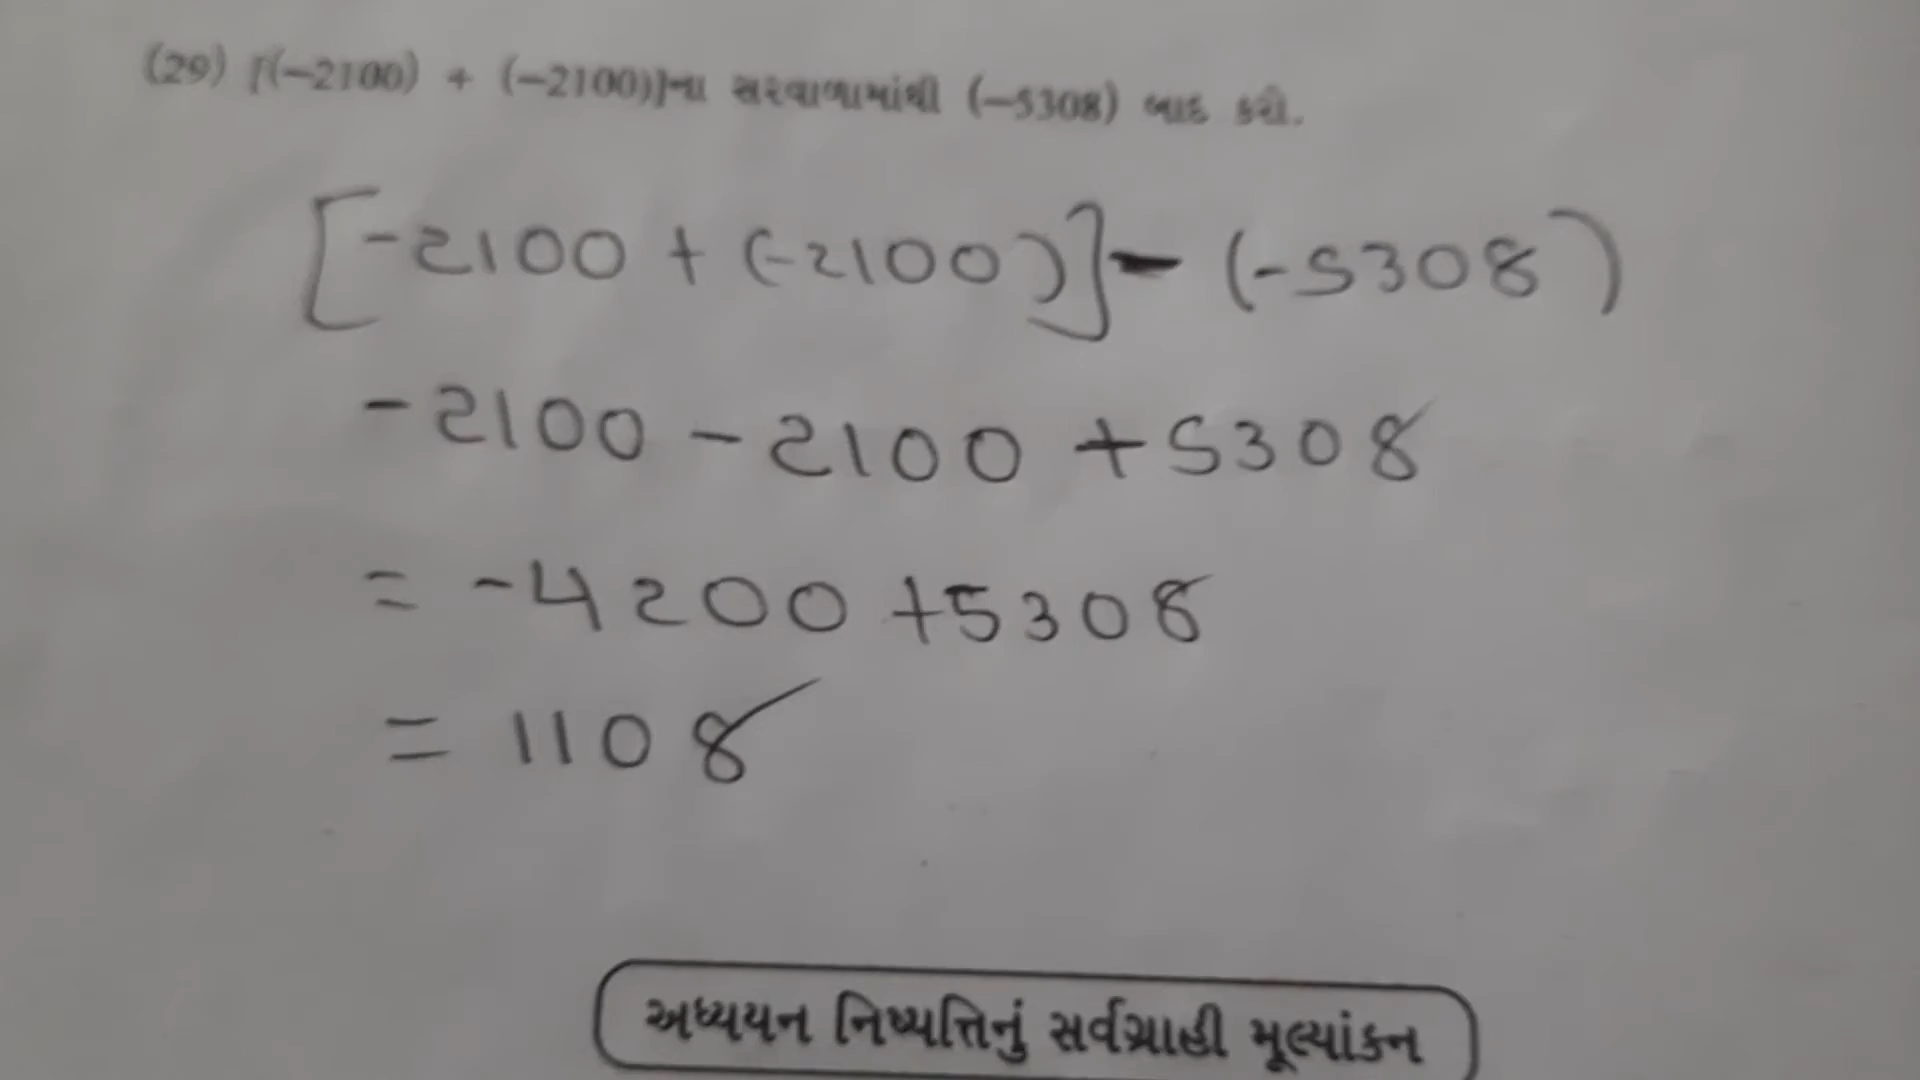 (29) [(−2100) + (−2100)]ના સરવાળામાંથી (−5308) બાદ કરો.
[-2100 + (-2100)] - (-5308)
-2100 - 2100 + 5308
= -4200 + 5308
= 1108
અધ્યયન નિષ્પત્તિનું સર્વગ્રાહી મૂલ્યાંકન